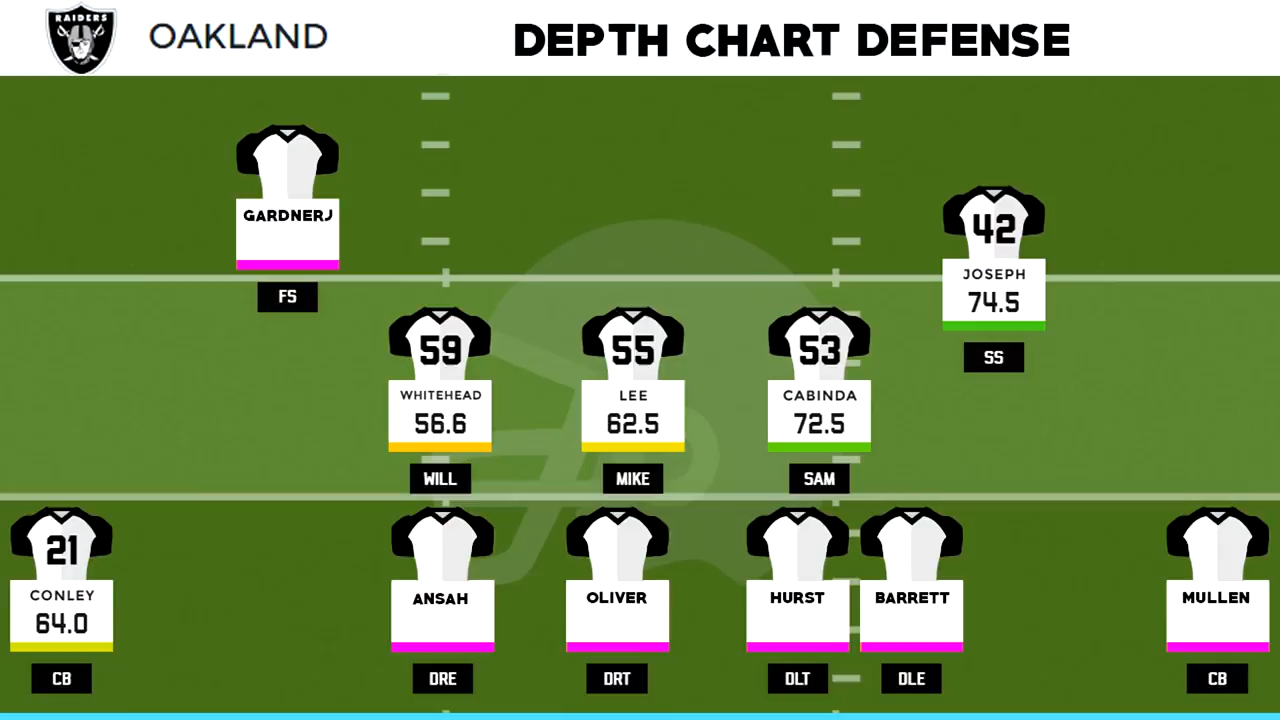 RAIDERS
OAKLAND
DEPTH CHART DEFENSE
GARDNERJ
FS
42
JOSEPH
74.5
SS
59
WHITEHEAD
56.6
WILL
55
LEE
62.5
MIKE
53
CABINDA
72.5
SAM
21
CONLEY
64.0
CB
ANSAH
DRE
OLIVER
DRT
HURST
DLT
BARRETT
DLE
MULLEN
CB